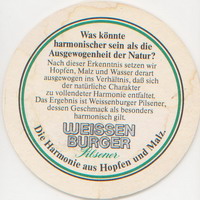 Was könnte
harmonischer sein als die
Ausgewogenheit der Natur?
Nach dieser Erkenntnis setzen wir
Hopfen, Malz und Wasser derart
ausgewogen ins Verhältnis, daß sich
der natürliche Charakter
zu vollendeter Harmonie entfaltet.
Das Ergebnis ist Weissenburger Pilsener,
dessen Geschmack als besonders
harmonisch gilt.
WEISSEN
BURGER
Pilsener
Die Harmonie aus Hopfen und Malz.